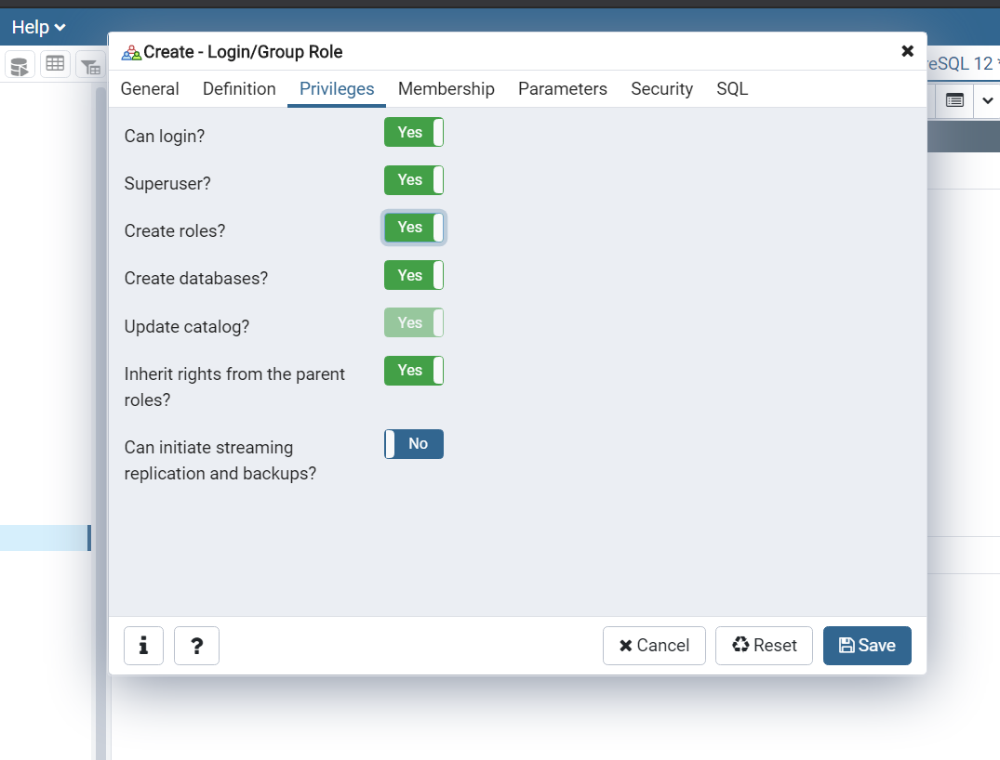 Help
Create - Login/Group Role
eSQL 12
General Definition Privileges Membership Parameters Security SQL
Can login? Yes
Superuser? Yes
Create roles? Yes
Create databases? Yes
Update catalog? Yes
Inherit rights from the parent
roles? Yes
Can initiate streaming
replication and backups? No
i ? Cancel Reset Save